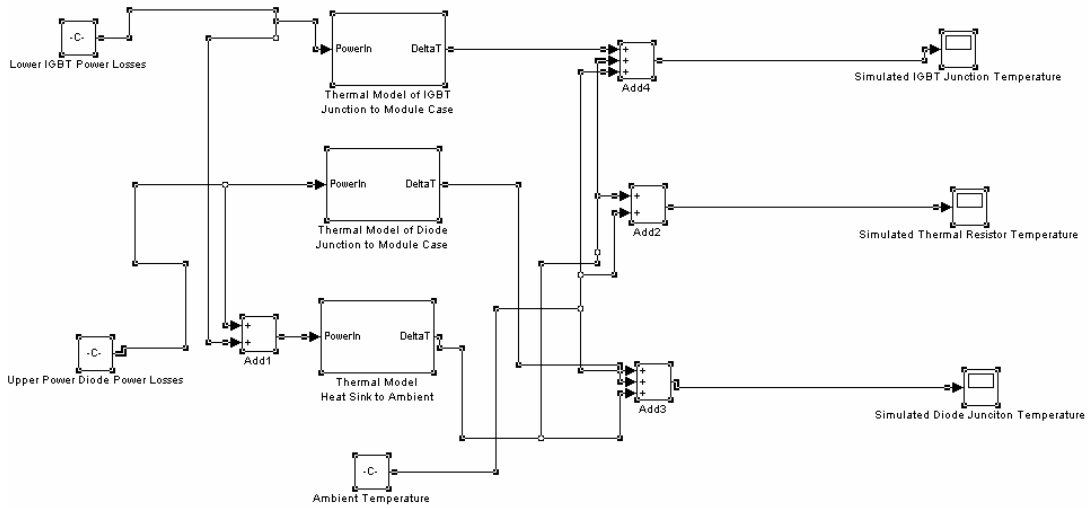 -C-
Lower IGBT Power Losses
PowerIn
DeltaT
Thermal Model of IGBT
Junction to Module Case
+
+
+
Add4
Simulated IGBT Junction Temperature
PowerIn
DeltaT
Thermal Model of Diode
Junction to Module Case
+
+
Add2
Simulated Thermal Resistor Temperature
-C-
Upper Power Diode Power Losses
+
+
Add1
PowerIn
DeltaT
Thermal Model
Heat Sink to Ambient
+
+
+
Add3
Simulated Diode Junciton Temperature
-C-
Ambient Temperature